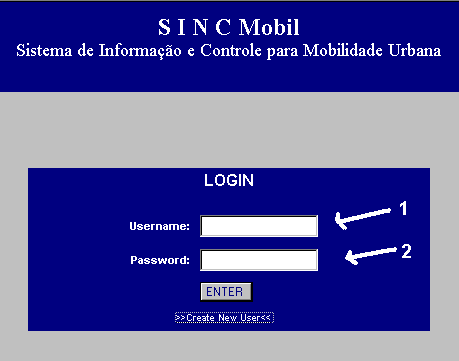 S I N C Mobil
Sistema de Informação e Controle para Mobilidade Urbana
LOGIN
Username:
1
Password:
2
ENTER
>>Create New User<<